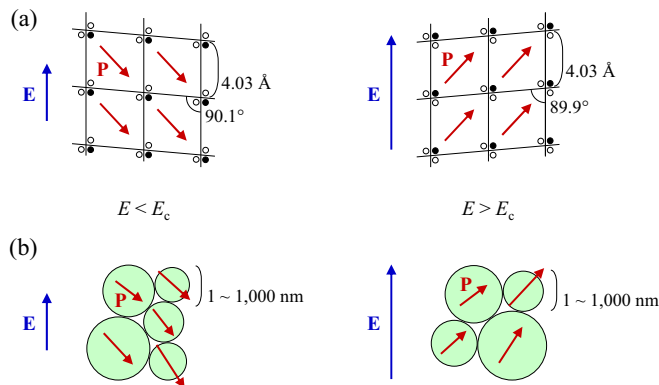 (a)
P
E
4.03 Å
90.1°
P
E
4.03 Å
89.9°
E < Ec
E > Ec
(b)
P
E
1 ~ 1,000 nm
P
E
1 ~ 1,000 nm